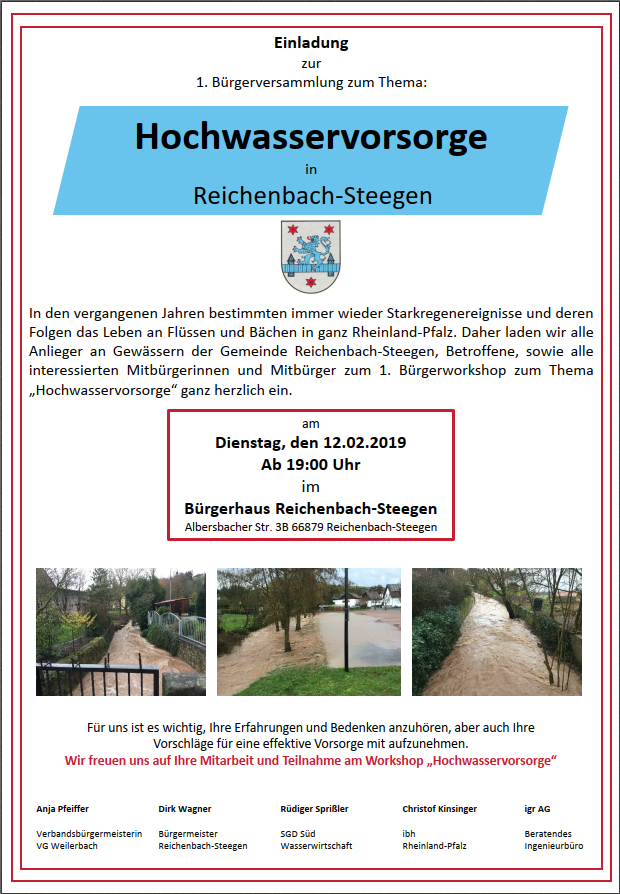 Einladung
zur
1. Bürgerversammlung zum Thema:
Hochwasservorsorge
in
Reichenbach-Steegen
In den vergangenen Jahren bestimmten immer wieder Starkregenereignisse und deren
Folgen das Leben an Flüssen und Bächen in ganz Rheinland-Pfalz. Daher laden wir alle
Anlieger an Gewässern der Gemeinde Reichenbach-Steegen, Betroffene, sowie alle
interessierten Mitbürgerinnen und Mitbürger zum 1. Bürgerworkshop zum Thema
„Hochwasservorsorge“ ganz herzlich ein.
am
Dienstag, den 12.02.2019
Ab 19:00 Uhr
im
Bürgerhaus Reichenbach-Steegen
Albersbacher Str. 3B 66879 Reichenbach-Steegen
Für uns ist es wichtig, Ihre Erfahrungen und Bedenken anzuhören, aber auch Ihre
Vorschläge für eine effektive Vorsorge mit aufzunehmen.
Wir freuen uns auf Ihre Mitarbeit und Teilnahme am Workshop „Hochwasservorsorge“
Anja Pfeiffer
Verbandsbürgermeisterin
VG Weilerbach
Dirk Wagner
Bürgermeister
Reichenbach-Steegen
Rüdiger Sprißler
SGD Süd
Wasserwirtschaft
Christof Kinsinger
ibh
Rheinland-Pfalz
igr AG
Beratendes
Ingenieurbüro